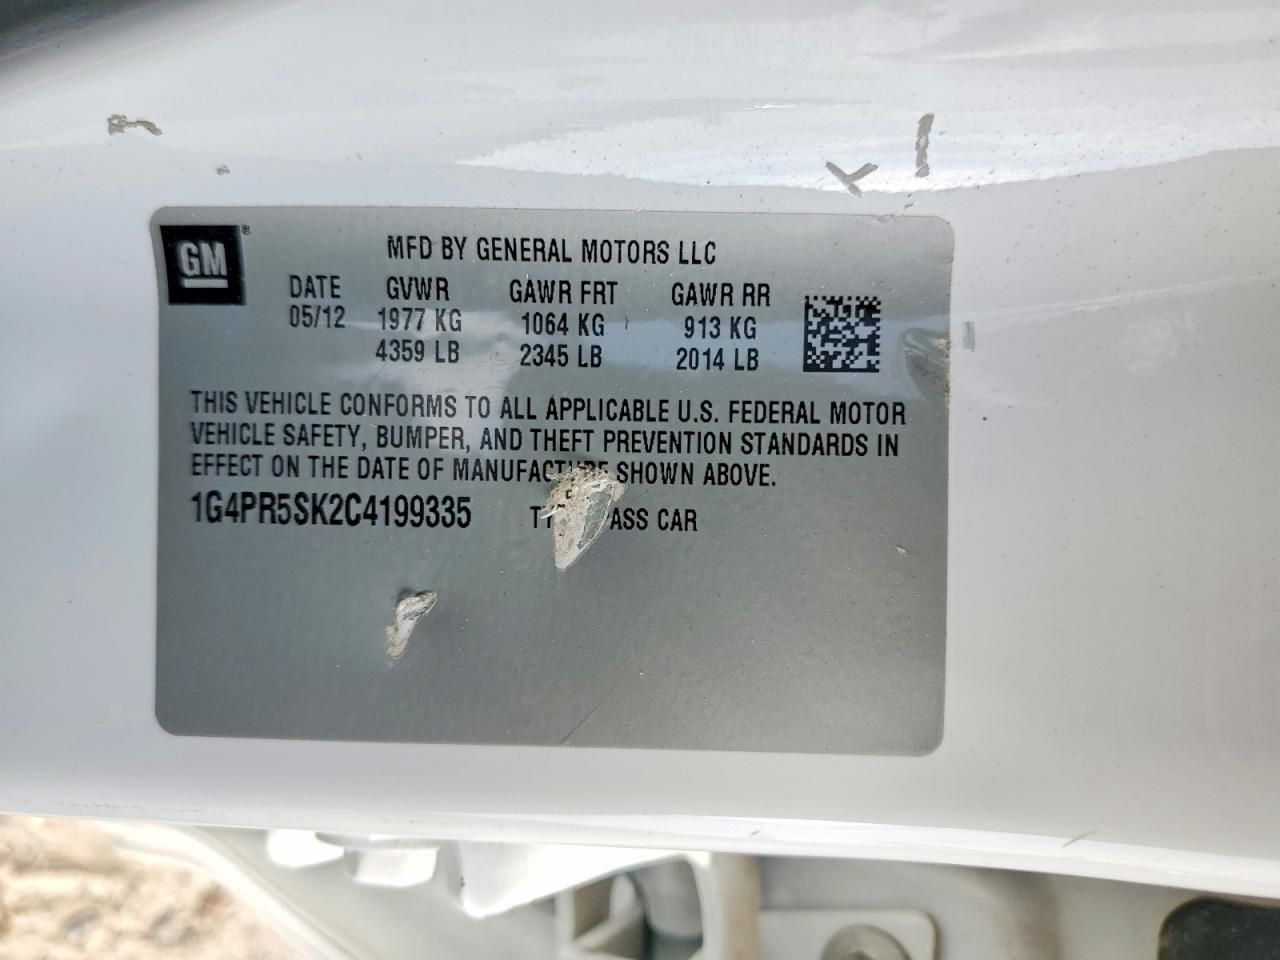 GM ®
MFD BY GENERAL MOTORS LLC
DATE GVWR GAWR FRT GAWR RR
05/12 1977 KG 1064 KG 913 KG
4359 LB 2345 LB 2014 LB
THIS VEHICLE CONFORMS TO ALL APPLICABLE U.S. FEDERAL MOTOR
VEHICLE SAFETY, BUMPER, AND THEFT PREVENTION STANDARDS IN
EFFECT ON THE DATE OF MANUFACTURE SHOWN ABOVE.
1G4PR5SK2C4199335 CAR